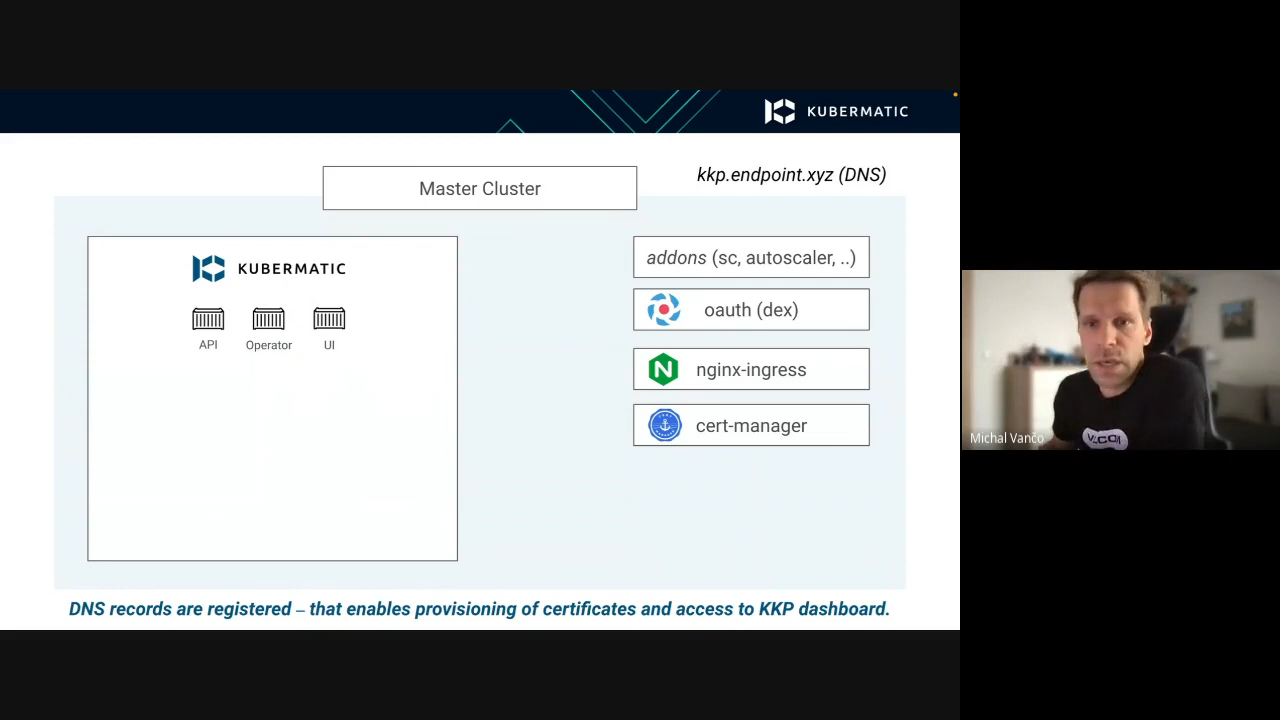 KUBERMATIC
kkp.endpoint.xyz (DNS)
Master Cluster
KUBERMATIC
API
Operator
UI
addons (sc, autoscaler, ..)
oauth (dex)
nginx-ingress
cert-manager
DNS records are registered – that enables provisioning of certificates and access to KKP dashboard.
Michal Vančo